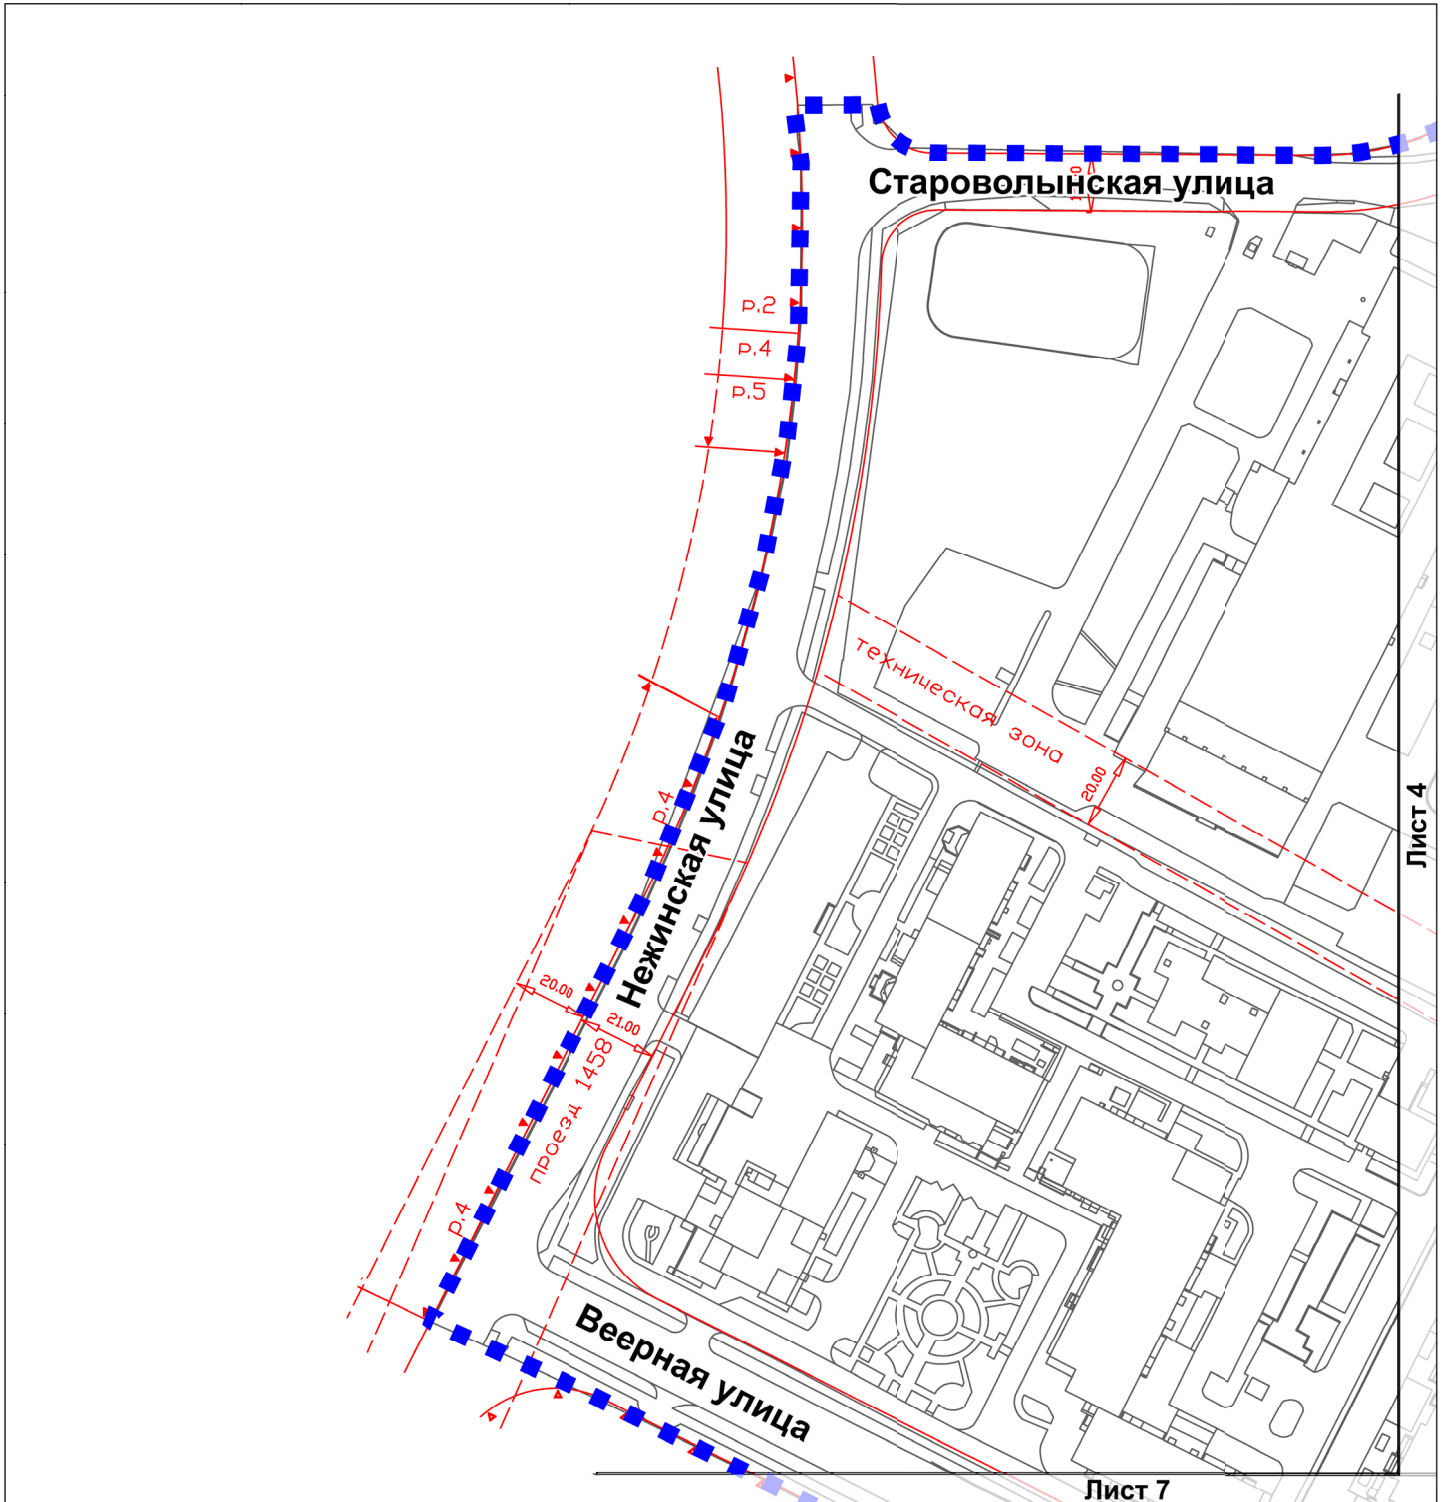 Староволынская улица
р.2
р.4
р.5
техническая зона
20.00
Лист 4
Нежинская улица
р.4
20.00
21.00
проезд 1458
р.4
Веерная улица
Лист 7